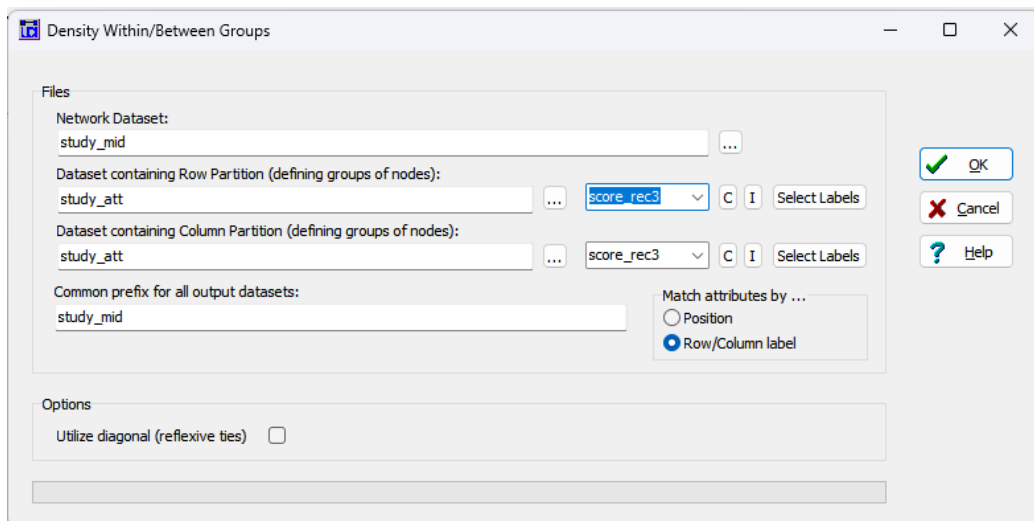 Density Within/Between Groups
Files
Network Dataset:
study_mid
...
Dataset containing Row Partition (defining groups of nodes):
study_att
...
score_rec3
C
I
Select Labels
Dataset containing Column Partition (defining groups of nodes):
study_att
...
score_rec3
C
I
Select Labels
Common prefix for all output datasets:
study_mid
Match attributes by ...
Position
Row/Column label
Options
Utilize diagonal (reflexive ties)
OK
Cancel
? Help